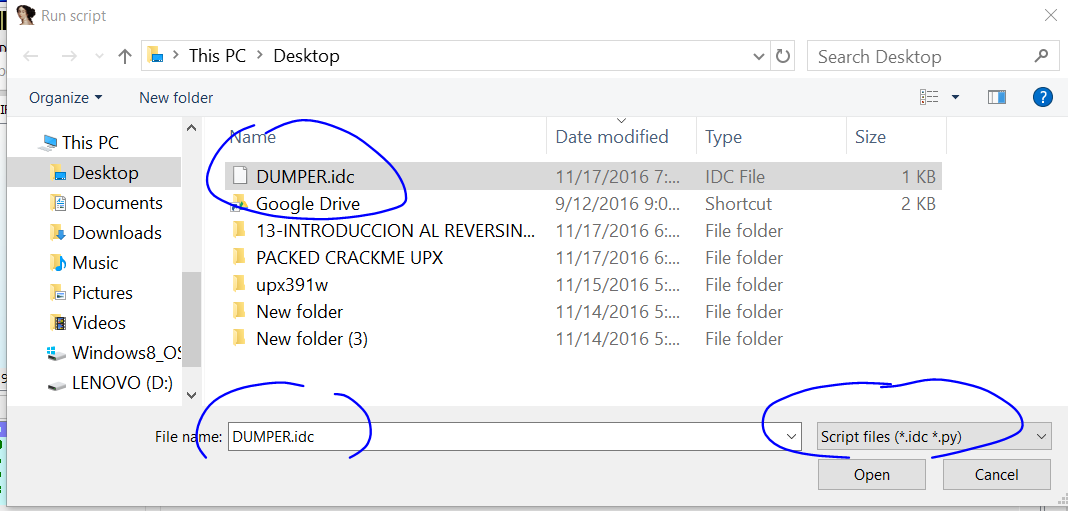 Run script
This PC > Desktop
Search Desktop
Organize
New folder
Name Date modified Type Size
This PC
Desktop
Documents
Downloads
Music
Pictures
Videos
Windows8_OS
LENOVO (D:)
DUMPER.idc 11/17/2016 7:... IDC File 1 KB
Google Drive 9/12/2016 9:0... Shortcut 2 KB
13-INTRODUCCION AL REVERSIN... 11/17/2016 6:... File folder
PACKED CRACKME UPX 11/17/2016 6:... File folder
upx391w 11/15/2016 5:... File folder
New folder 11/14/2016 5:... File folder
New folder (3) 11/14/2016 5:... File folder
File name: DUMPER.idc
Script files (*.idc *.py)
Open
Cancel